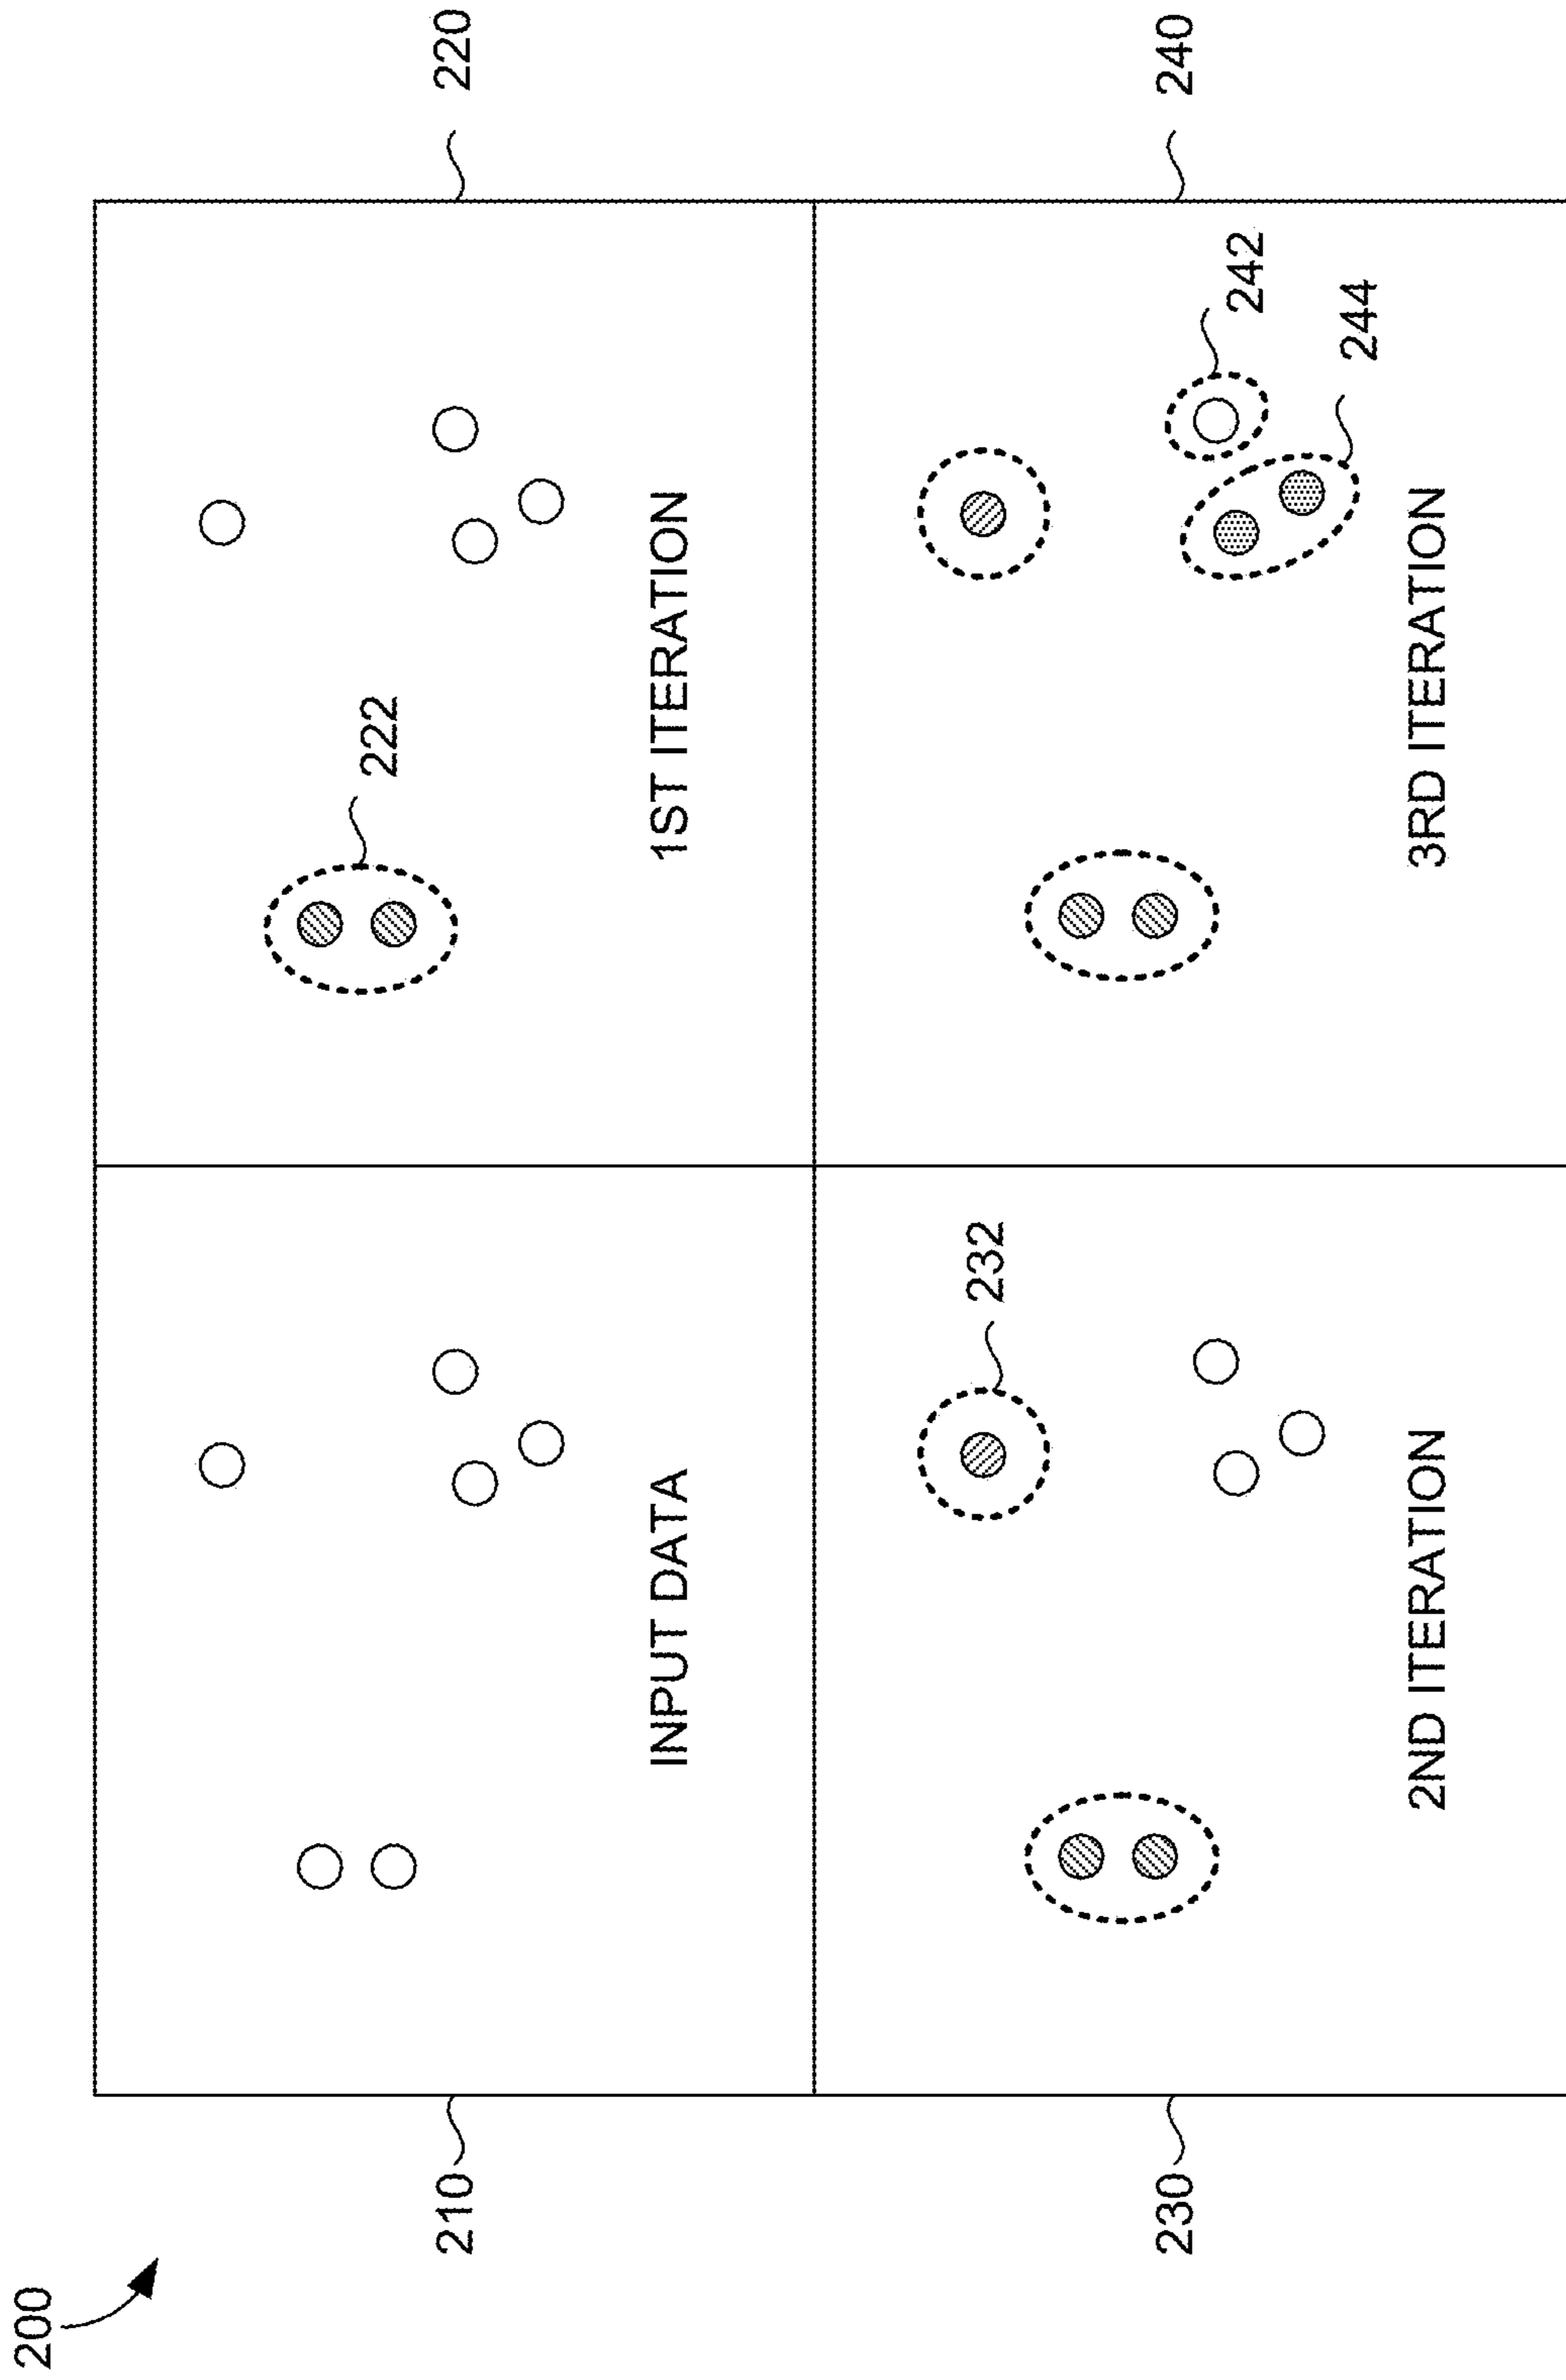 200
210
INPUT DATA
220
222
1ST ITERATION
230
232
2ND ITERATION
240
242
244
3RD ITERATION